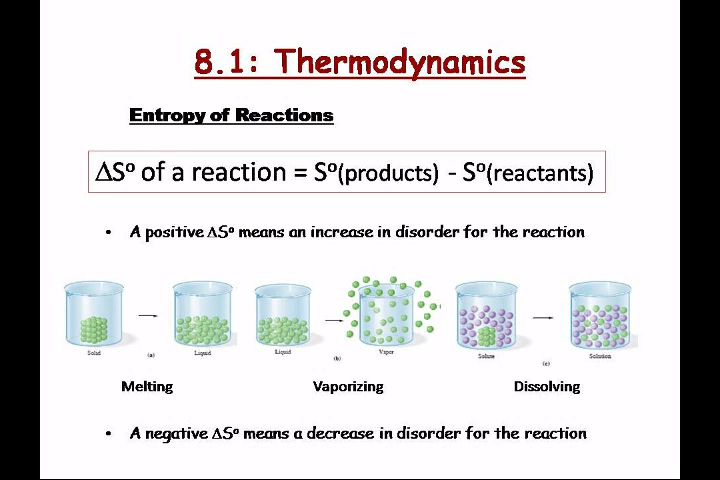 8.1: Thermodynamics
Entropy of Reactions
ΔSº of a reaction = Sº(products) - Sº(reactants)
• A positive ΔSº means an increase in disorder for the reaction
Solid Liquid Liquid Vapor Solute Solution
(a) (b) (c)
Melting Vaporizing Dissolving
• A negative ΔSº means a decrease in disorder for the reaction